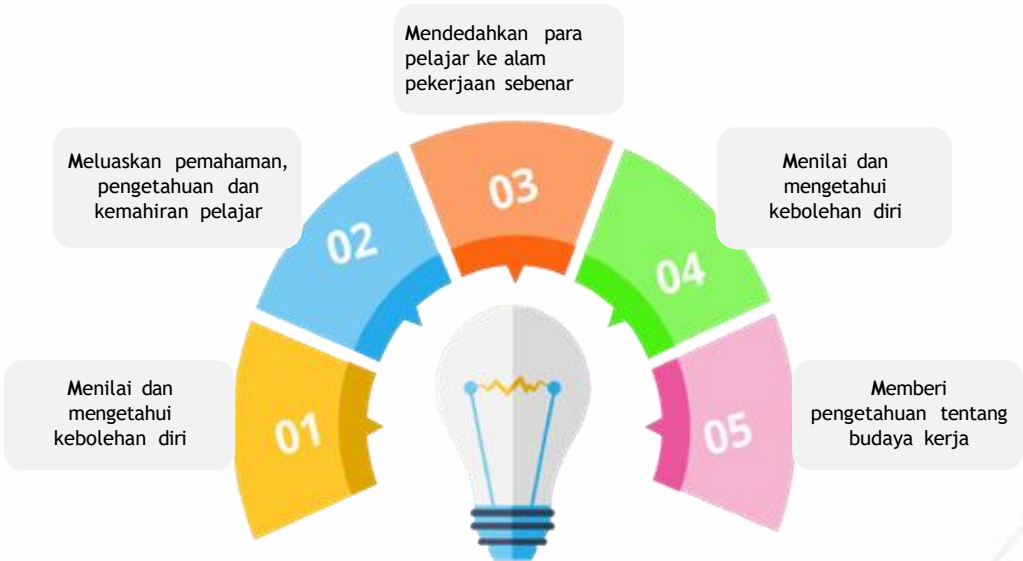 Menilai dan
mengetahui
kebolehan diri
01
Meluaskan pemahaman,
pengetahuan dan
kemahiran pelajar
02
Mendedahkan para
pelajar ke alam
pekerjaan sebenar
03
Menilai dan
mengetahui
kebolehan diri
04
Memberi
pengetahuan tentang
budaya kerja
05